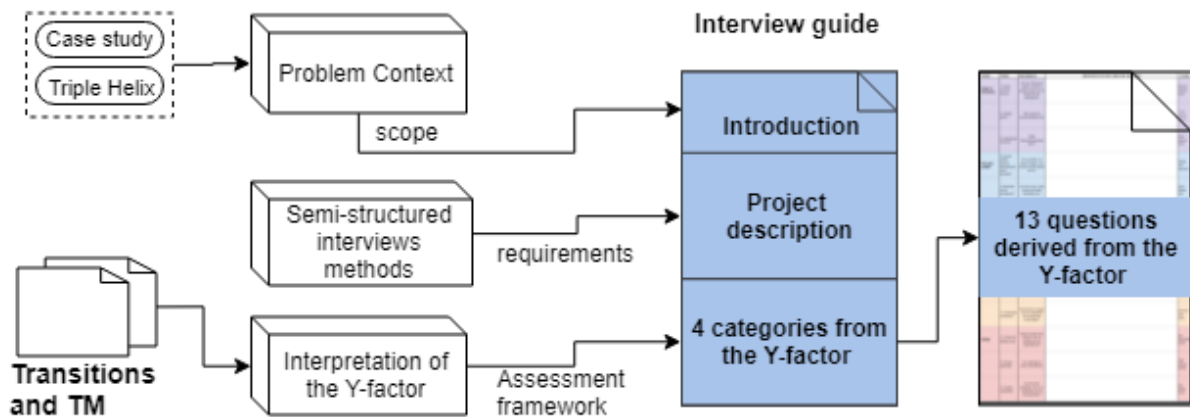 Case study
Triple Helix
Problem Context
scope
Semi-structured
interviews
methods
requirements
Transitions
and TM
Interpretation of
the Y-factor
Assessment
framework
Interview guide
Introduction
Project
description
4 categories from
the Y-factor
13 questions
derived from the
Y-factor